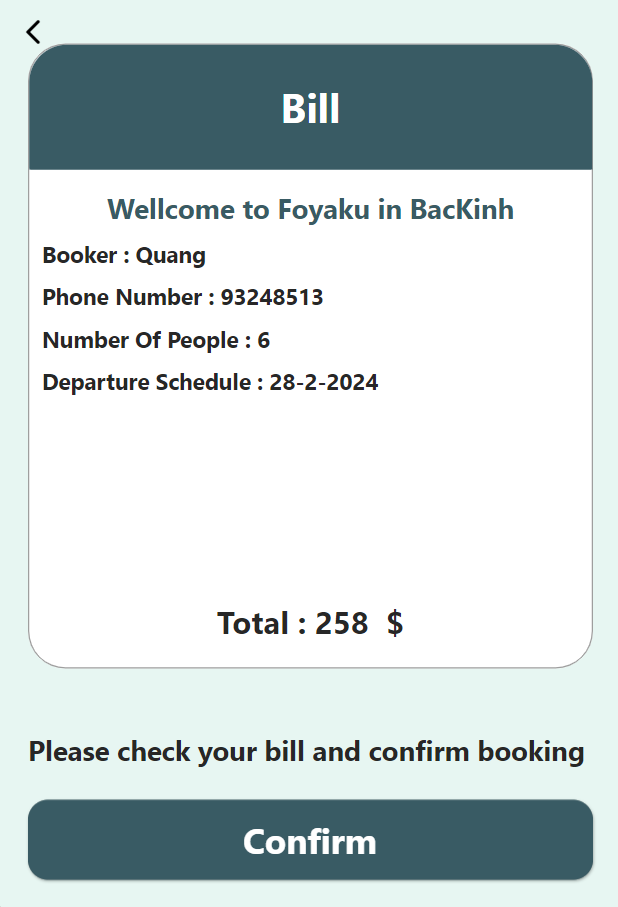 Bill
Wellcome to Foyaku in BacKinh
Booker : Quang
Phone Number : 93248513
Number Of People : 6
Departure Schedule : 28-2-2024
Total : 258 $
Please check your bill and confirm booking
Confirm